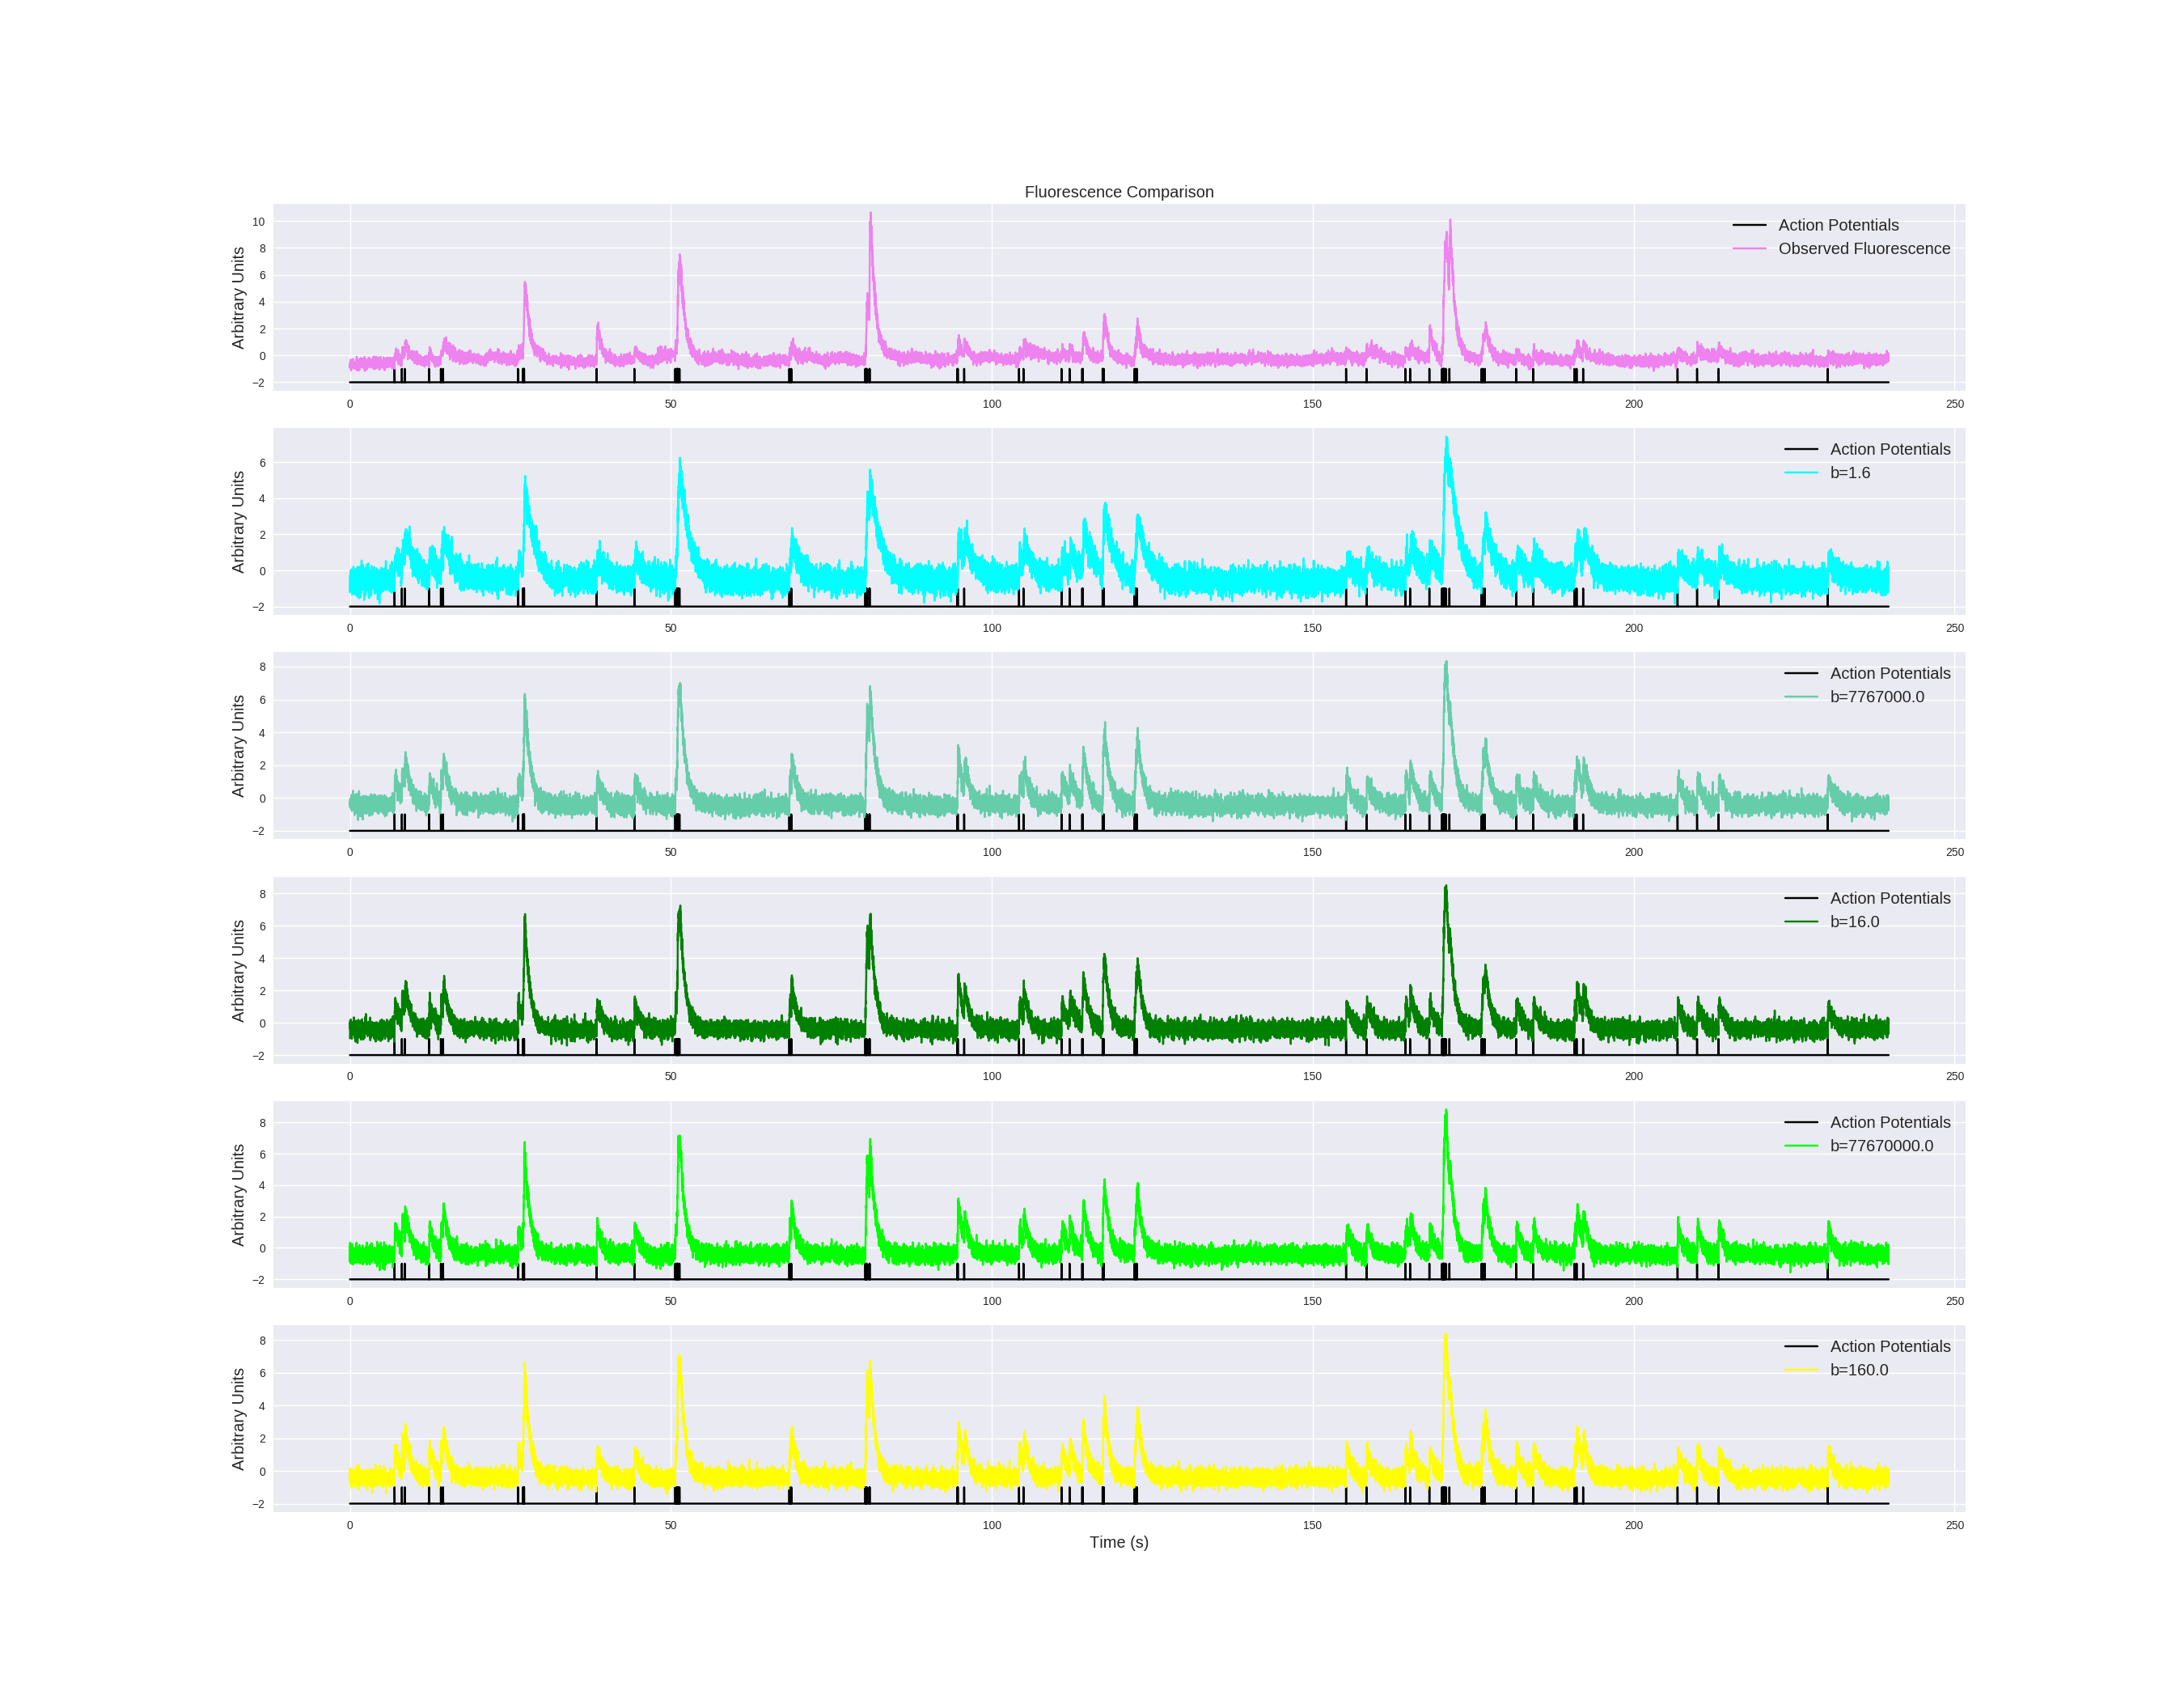 Fluorescence Comparison
Arbitrary Units
10
8
6
4
2
0
−2
Action Potentials
Observed Fluorescence
0 50 100 150 200 250
Arbitrary Units
6
4
2
0
−2
Action Potentials
b=1.6
0 50 100 150 200 250
Arbitrary Units
8
6
4
2
0
−2
Action Potentials
b=7767000.0
0 50 100 150 200 250
Arbitrary Units
8
6
4
2
0
−2
Action Potentials
b=16.0
0 50 100 150 200 250
Arbitrary Units
8
6
4
2
0
−2
Action Potentials
b=77670000.0
0 50 100 150 200 250
Arbitrary Units
8
6
4
2
0
−2
Action Potentials
b=160.0
0 50 100 150 200 250
Time (s)